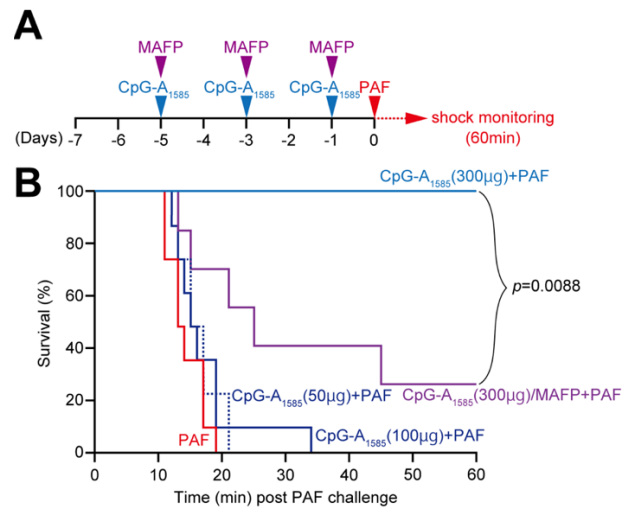 A
MAFP MAFP MAFP
CpG-A1585 CpG-A1585 CpG-A1585 PAF
shock monitoring
(60min)
(Days) -7 -6 -5 -4 -3 -2 -1 0
B
CpG-A1585(300μg)+PAF
p=0.0088
CpG-A1585(50μg)+PAF
CpG-A1585(300μg)/MAFP+PAF
PAF
CpG-A1585(100μg)+PAF
Survival (%)
100
80
60
40
20
0
0 10 20 30 40 50 60
Time (min) post PAF challenge